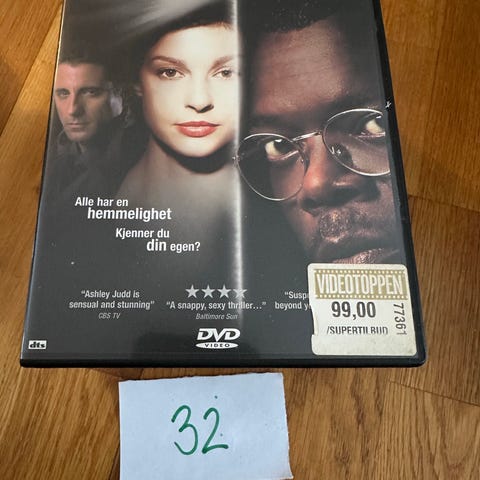 Alle har en
hemmelighet
Kjenner du
din egen?
"Ashley Judd is
sensual and stunning"
CBS TV
"A snappy, sexy thriller..."
Baltimore Sun
"Susp
beyond y
VIDEOTOPPEN
99,00
/SUPERTILBUD
77361
dts
DVD
VIDEO
32